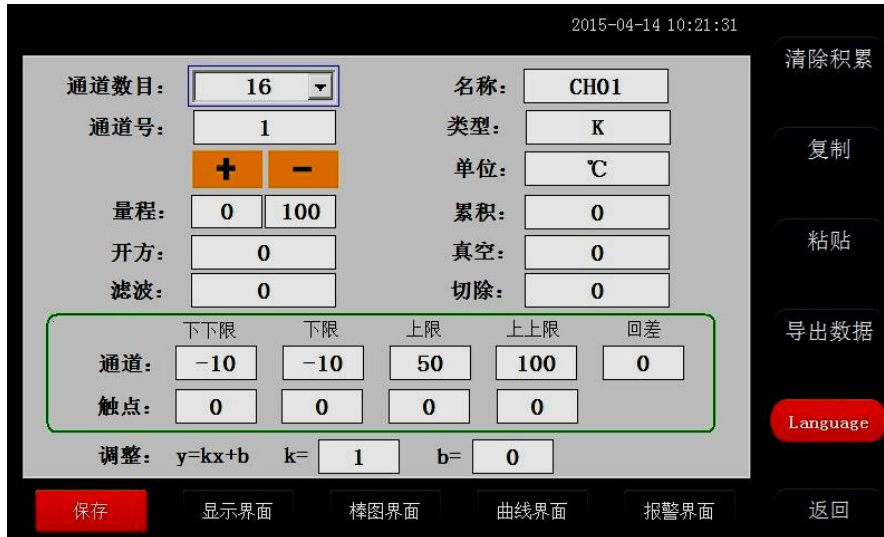 2015-04-14 10:21:31
清除积累
通道数目： 16 名称： CH01
通道号： 1 类型： K
复制
+ - 单位： ℃
量程： 0 100 累积： 0
粘贴
开方： 0 真空： 0
滤波： 0 切除： 0
下下限 下限 上限 上上限 回差
导出数据
通道： -10 -10 50 100 0
触点： 0 0 0 0
Language
调整： y=kx+b k= 1 b= 0
保存 显示界面 棒图界面 曲线界面 报警界面 返回